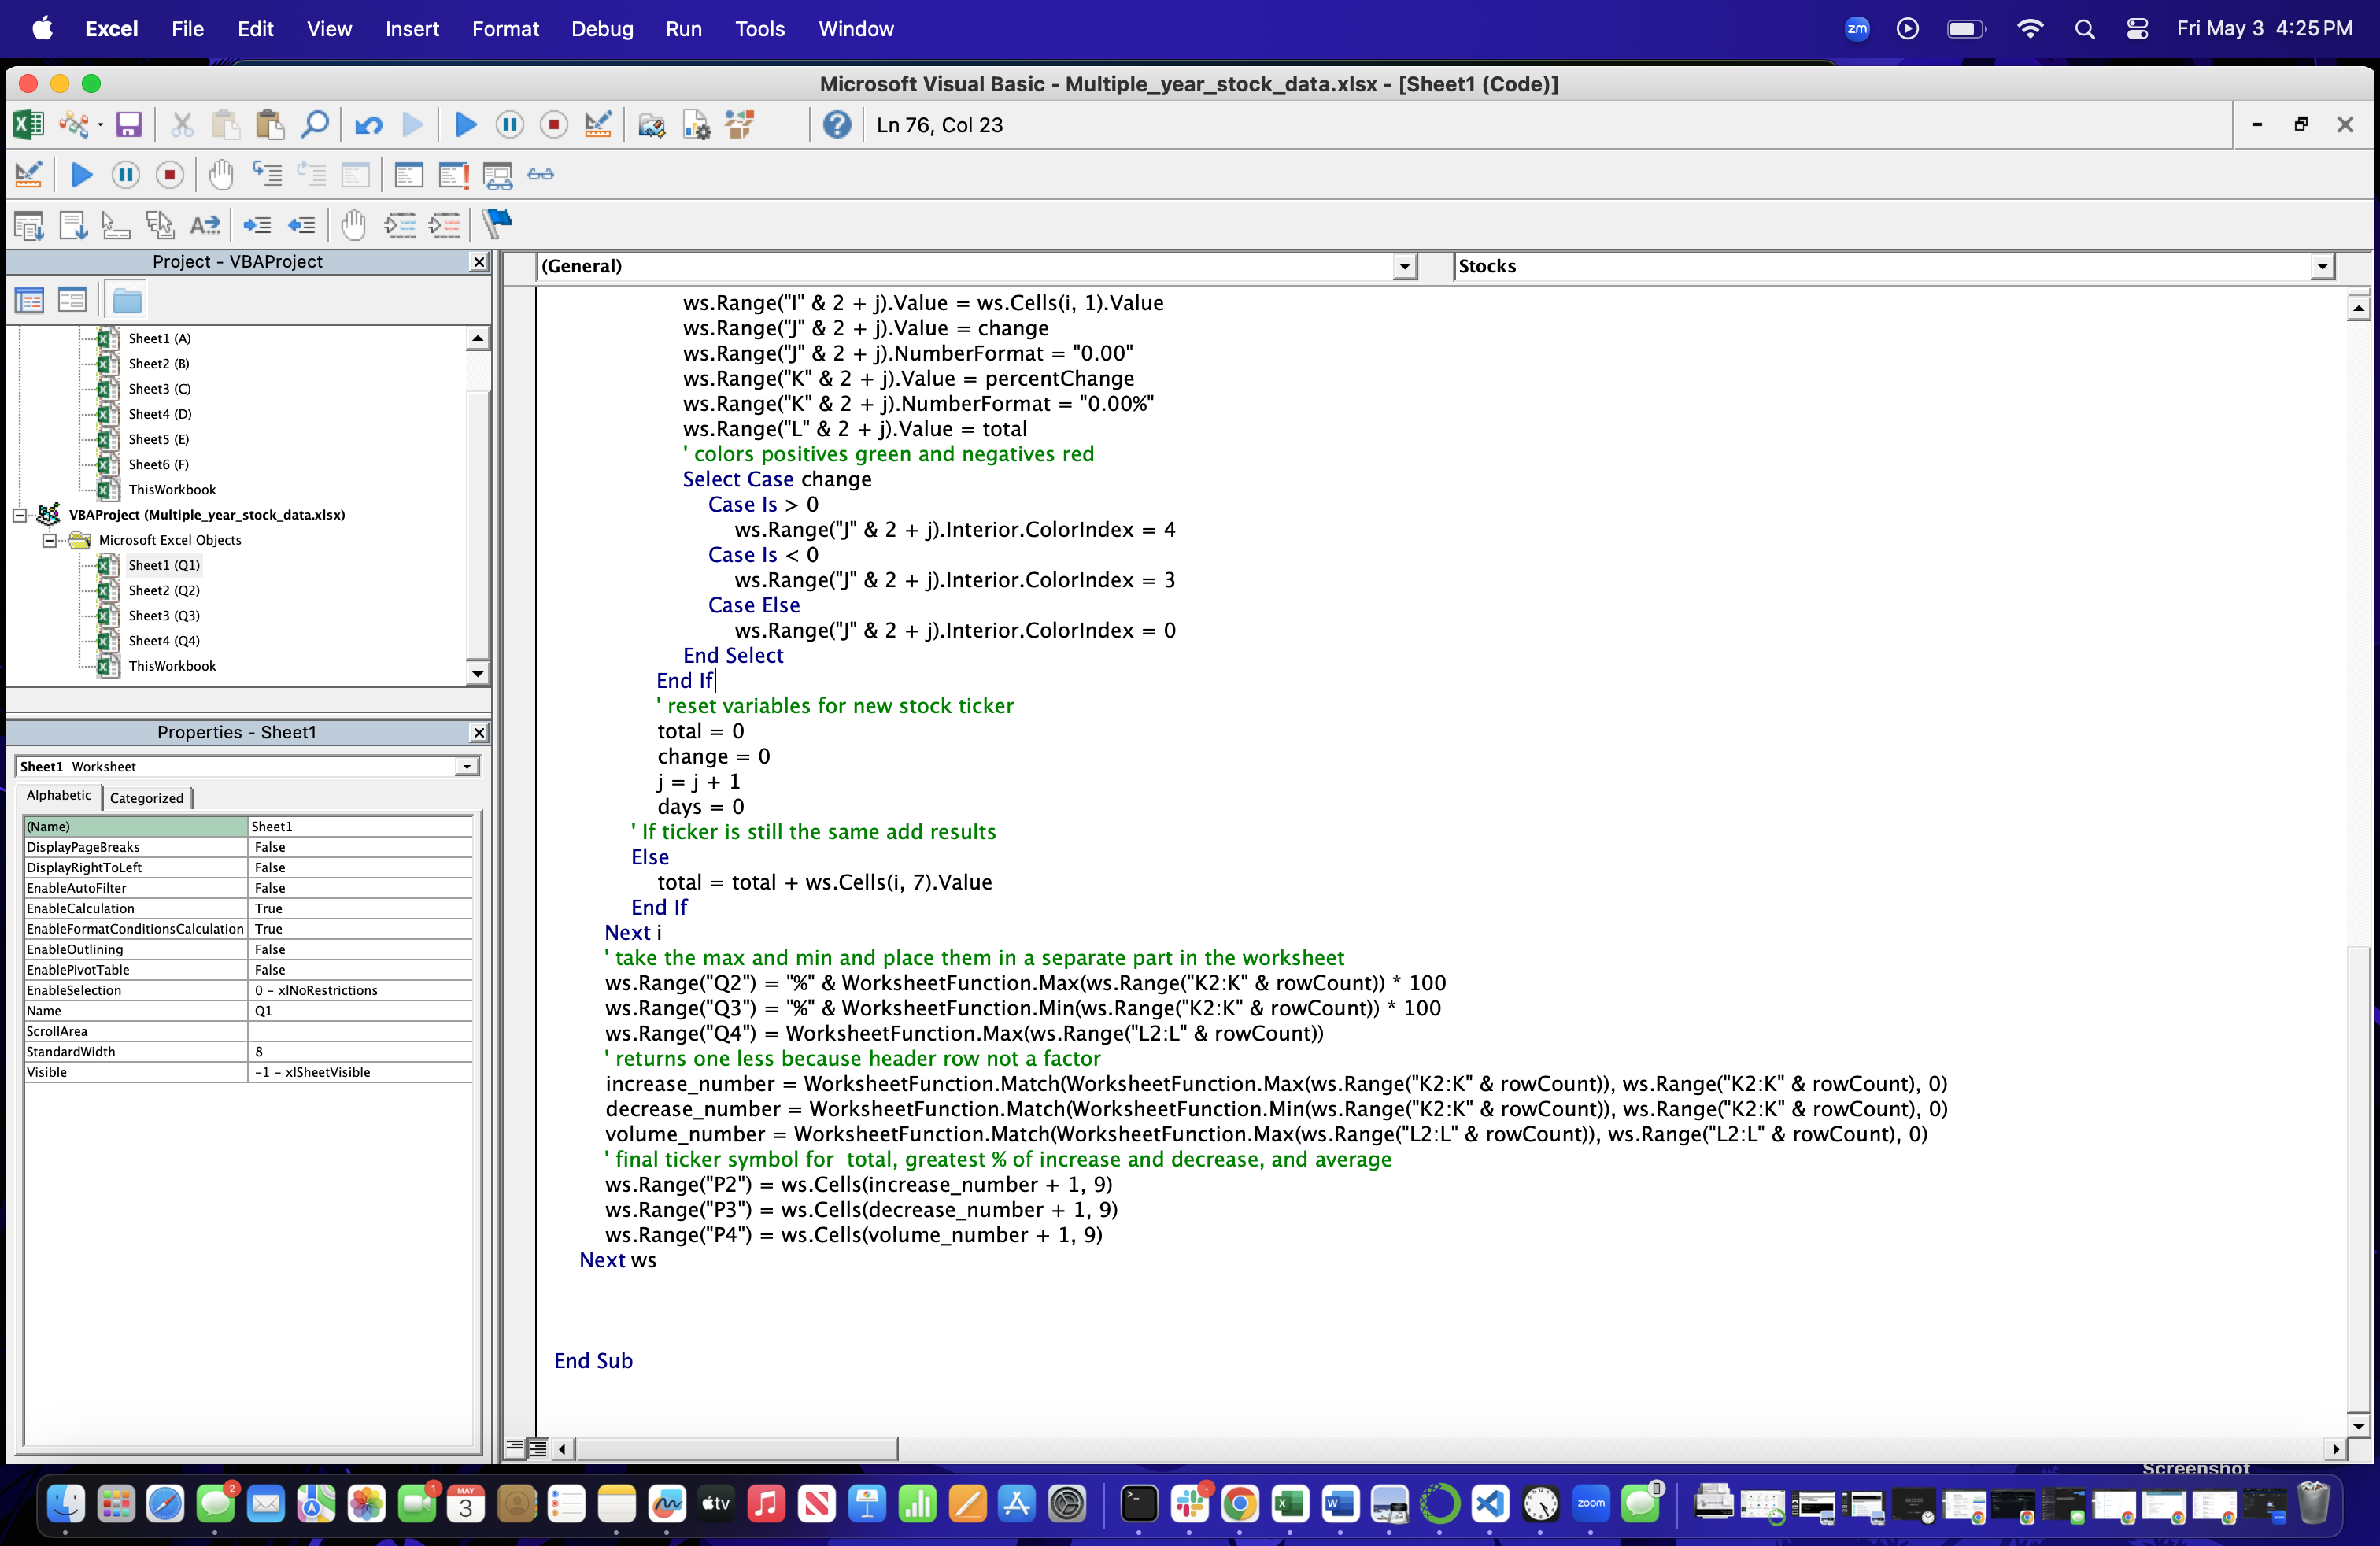 Excel File Edit View Insert Format Debug Run Tools Window zm Fri May 3 4:25 PM
Microsoft Visual Basic - Multiple_year_stock_data.xlsx - [Sheet1 (Code)]
Ln 76, Col 23
Project - VBAProject
Sheet1 (A)
Sheet2 (B)
Sheet3 (C)
Sheet4 (D)
Sheet5 (E)
Sheet6 (F)
ThisWorkbook
VBAProject (Multiple_year_stock_data.xlsx)
Microsoft Excel Objects
Sheet1 (Q1)
Sheet2 (Q2)
Sheet3 (Q3)
Sheet4 (Q4)
ThisWorkbook
Properties - Sheet1
Sheet1 Worksheet
Alphabetic Categorized
(Name) Sheet1
DisplayPageBreaks False
DisplayRightToLeft False
EnableAutoFilter False
EnableCalculation True
EnableFormatConditionsCalculation True
EnableOutlining False
EnablePivotTable False
EnableSelection 0 - xlNoRestrictions
Name Q1
ScrollArea
StandardWidth 8
Visible -1 - xlSheetVisible
(General) Stocks
ws.Range("I" & 2 + j).Value = ws.Cells(i, 1).Value
ws.Range("J" & 2 + j).Value = change
ws.Range("J" & 2 + j).NumberFormat = "0.00"
ws.Range("K" & 2 + j).Value = percentChange
ws.Range("K" & 2 + j).NumberFormat = "0.00%"
ws.Range("L" & 2 + j).Value = total
' colors positives green and negatives red
Select Case change
Case Is > 0
ws.Range("J" & 2 + j).Interior.ColorIndex = 4
Case Is < 0
ws.Range("J" & 2 + j).Interior.ColorIndex = 3
Case Else
ws.Range("J" & 2 + j).Interior.ColorIndex = 0
End Select
End If
' reset variables for new stock ticker
total = 0
change = 0
j = j + 1
days = 0
' If ticker is still the same add results
Else
total = total + ws.Cells(i, 7).Value
End If
Next i
' take the max and min and place them in a separate part in the worksheet
ws.Range("Q2") = "%" & WorksheetFunction.Max(ws.Range("K2:K" & rowCount)) * 100
ws.Range("Q3") = "%" & WorksheetFunction.Min(ws.Range("K2:K" & rowCount)) * 100
ws.Range("Q4") = WorksheetFunction.Max(ws.Range("L2:L" & rowCount))
' returns one less because header row not a factor
increase_number = WorksheetFunction.Match(WorksheetFunction.Max(ws.Range("K2:K" & rowCount)), ws.Range("K2:K" & rowCount), 0)
decrease_number = WorksheetFunction.Match(WorksheetFunction.Min(ws.Range("K2:K" & rowCount)), ws.Range("K2:K" & rowCount), 0)
volume_number = WorksheetFunction.Match(WorksheetFunction.Max(ws.Range("L2:L" & rowCount)), ws.Range("L2:L" & rowCount), 0)
' final ticker symbol for  total, greatest % of increase and decrease, and average
ws.Range("P2") = ws.Cells(increase_number + 1, 9)
ws.Range("P3") = ws.Cells(decrease_number + 1, 9)
ws.Range("P4") = ws.Cells(volume_number + 1, 9)
Next ws
End Sub
Screenshot
2 1 MAY 3 tv zoom